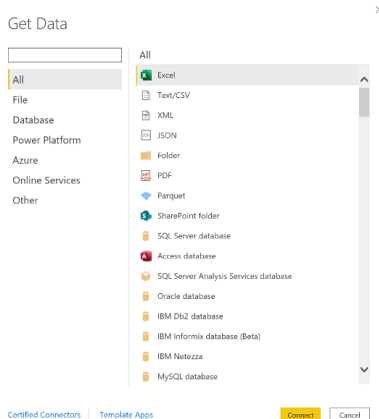 Get Data
All
File
Database
Power Platform
Azure
Online Services
Other
All
Excel
Text/CSV
XML
JSON
Folder
PDF
Parquet
SharePoint folder
SQL Server database
Access database
SQL Server Analysis Services database
Oracle database
IBM Db2 database
IBM Informix database (Beta)
IBM Netezza
MySQL database
Certified Connectors
Template Apps
Connect
Cancel